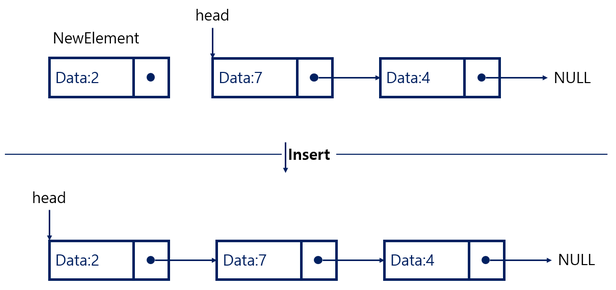 head
NewElement
Data:2
Data:7
Data:4
NULL
Insert
head
Data:2
Data:7
Data:4
NULL